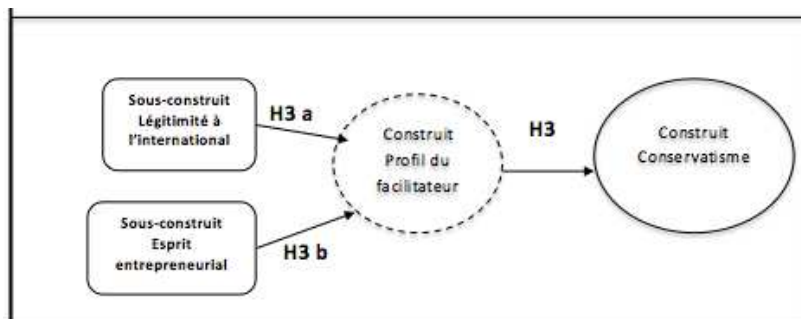 Sous-construit
Légitimité à
l'international
H3 a
Construit
Profil du
facilitateur
H3
Construit
Conservatisme
Sous-construit
Esprit
entrepreneurial
H3 b